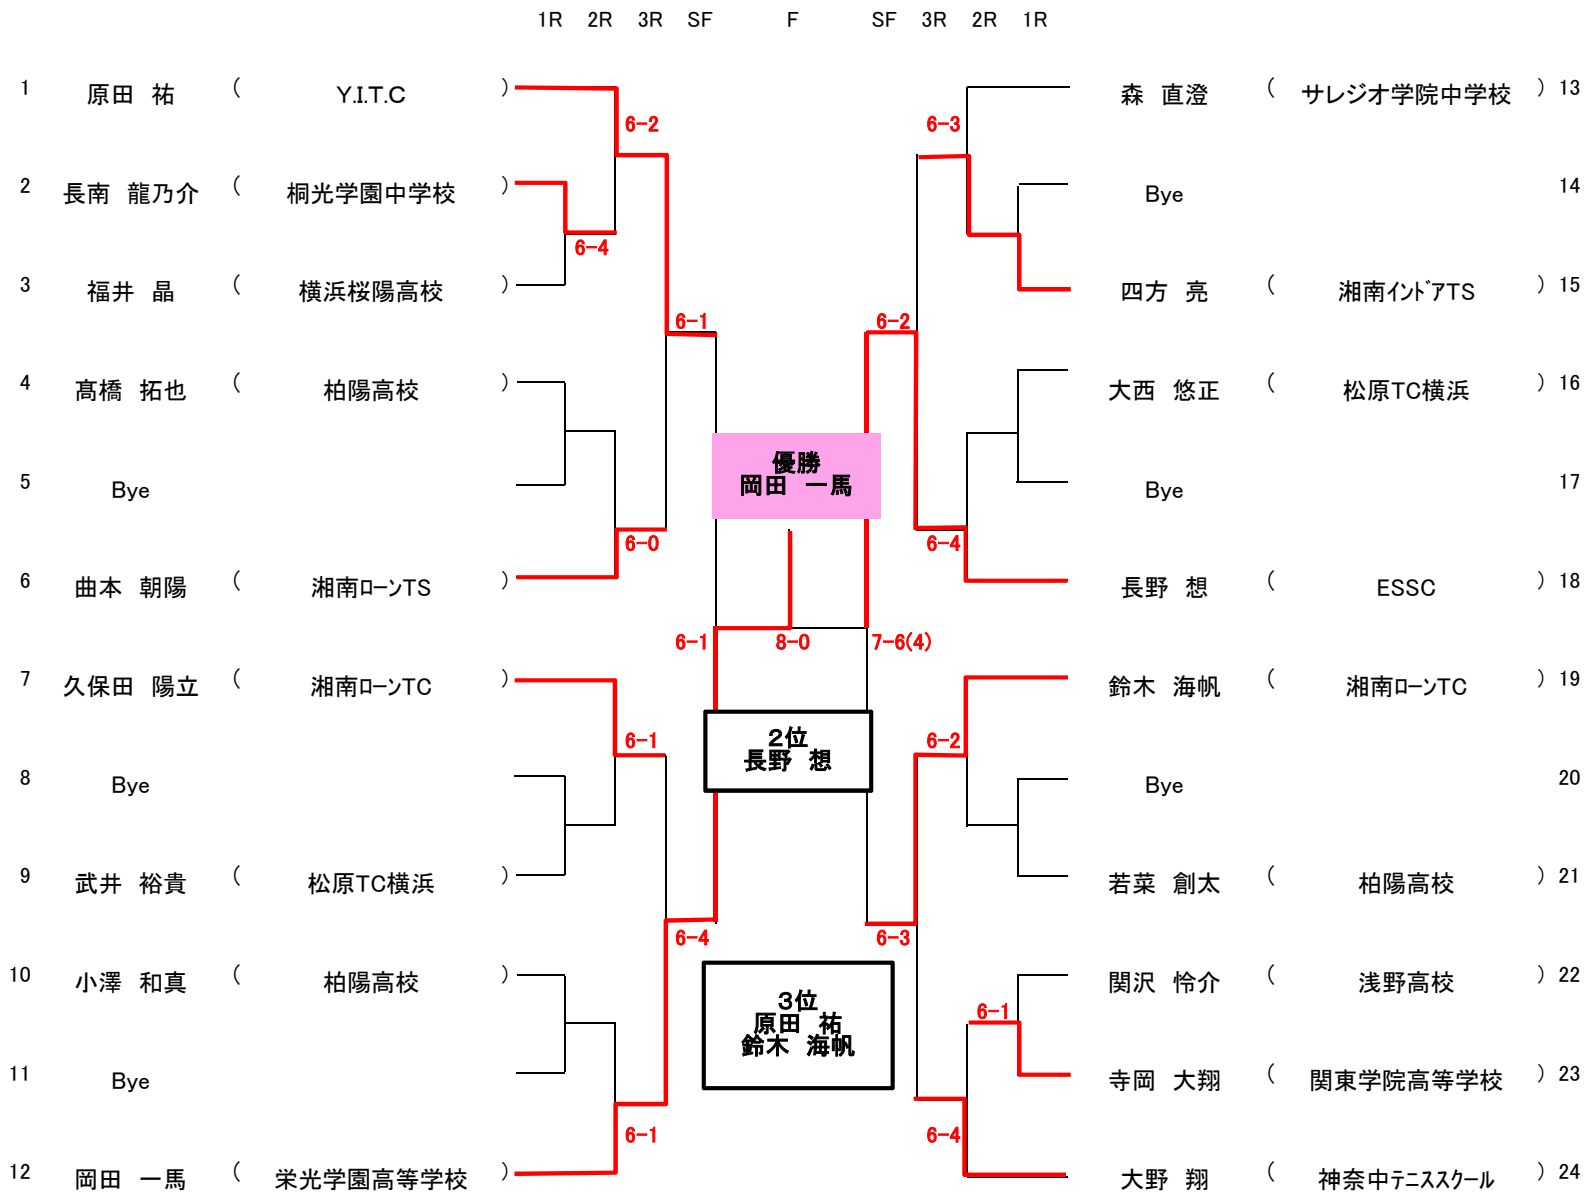 1R 2R 3R SF F SF 3R 2R 1R
1 原田 祐 ( Y.I.T.C )
6-2
2 長南 龍乃介 ( 桐光学園中学校 )
6-4
3 福井 晶 ( 横浜桜陽高校 )
6-1
4 髙橋 拓也 ( 柏陽高校 )
5 Bye
6-0
6 曲本 朝陽 ( 湘南ローンTS )
6-1
7 久保田 陽立 ( 湘南ローンTC )
6-1
8 Bye
9 武井 裕貴 ( 松原TC横浜 )
6-4
10 小澤 和真 ( 柏陽高校 )
11 Bye
6-1
12 岡田 一馬 ( 栄光学園高等学校 )
優勝
岡田 一馬
8-0
2位
長野 想
3位
原田 祐
鈴木 海帆
森 直澄 ( サレジオ学院中学校 ) 13
6-3
Bye 14
四方 亮 ( 湘南インドアTS ) 15
6-2
大西 悠正 ( 松原TC横浜 ) 16
Bye 17
6-4
長野 想 ( ESSC ) 18
7-6(4)
鈴木 海帆 ( 湘南ローンTC ) 19
6-2
Bye 20
若菜 創太 ( 柏陽高校 ) 21
6-3
関沢 怜介 ( 浅野高校 ) 22
6-1
寺岡 大翔 ( 関東学院高等学校 ) 23
6-4
大野 翔 ( 神奈中テニススクール ) 24